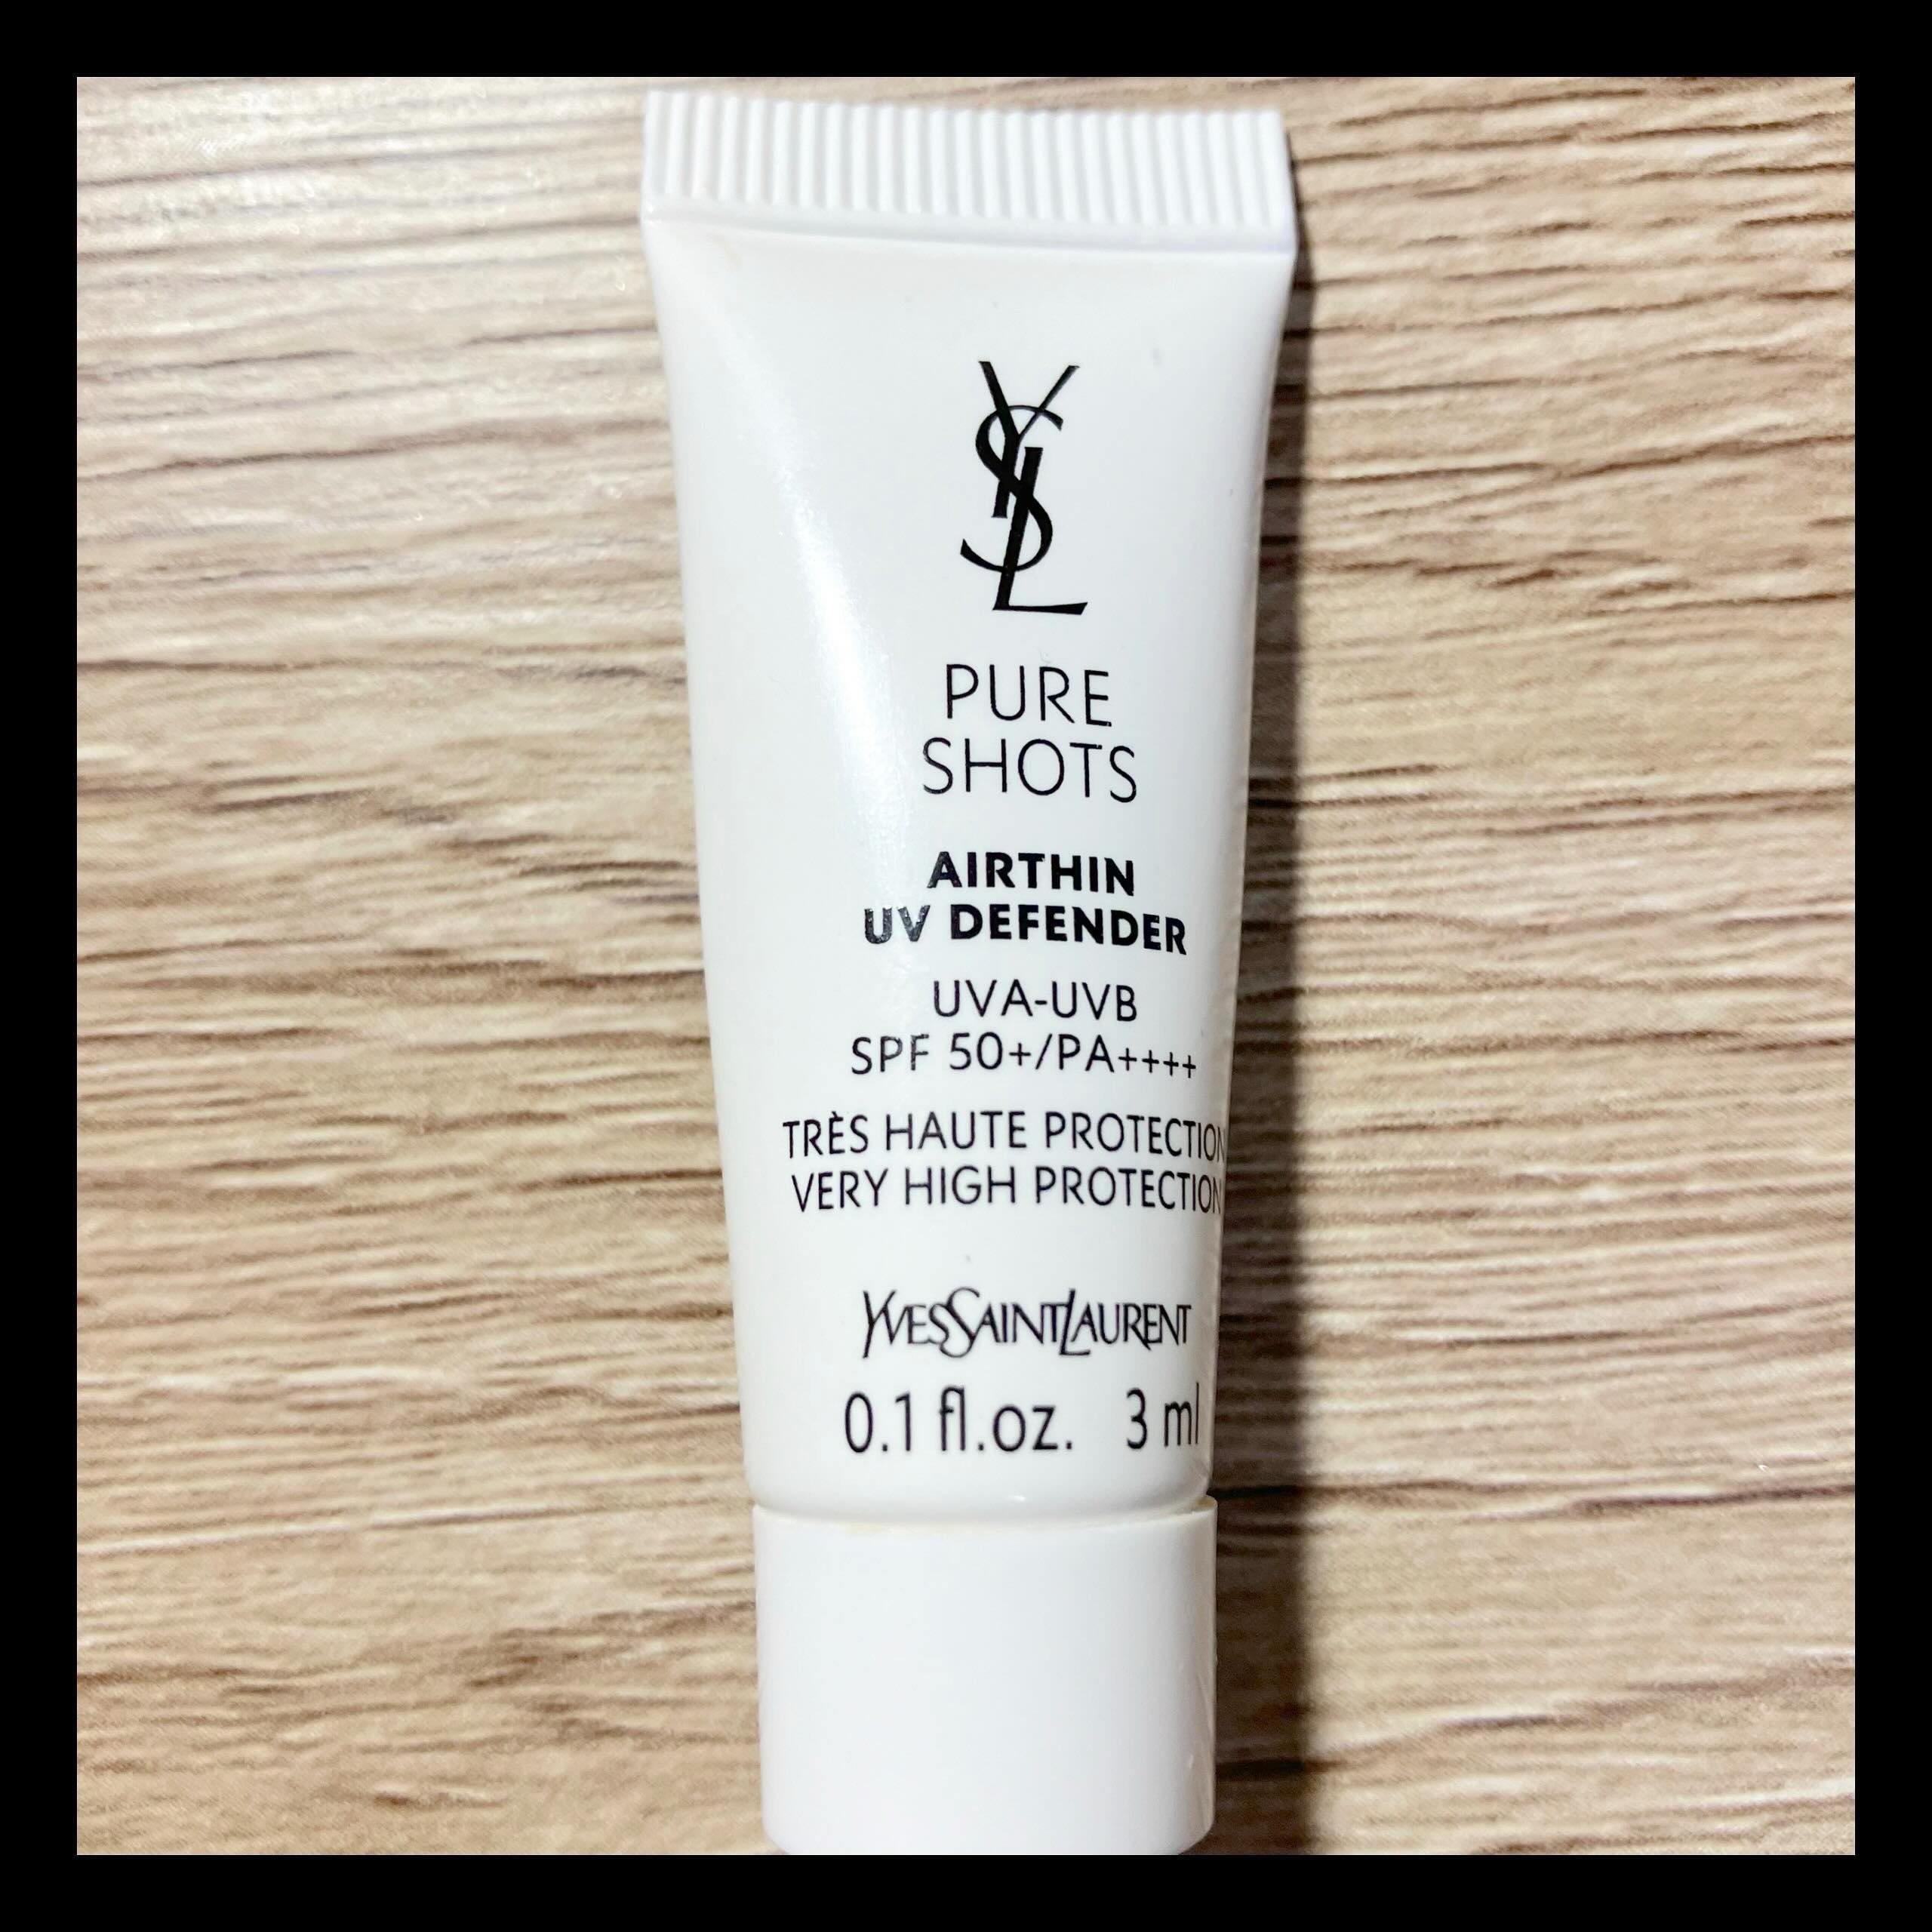 YSL
PURE
SHOTS
AIRTHIN
UV DEFENDER
UVA-UVB
SPF 50+/PA++++
TRÈS HAUTE PROTECTION
VERY HIGH PROTECTION
YVESSAINTLAURENT
0.1 fl.oz. 3 ml